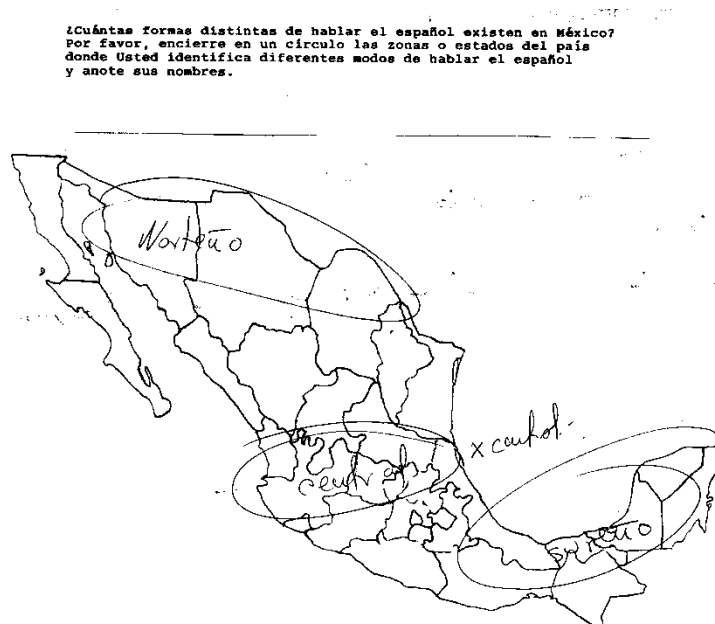 ¿Cuántas formas distintas de hablar el español existen en México?
Por favor, encierre en un círculo las zonas o estados del país
donde Usted identifica diferentes modos de hablar el español
y anote sus nombres.
Norteño
central
x
sureño